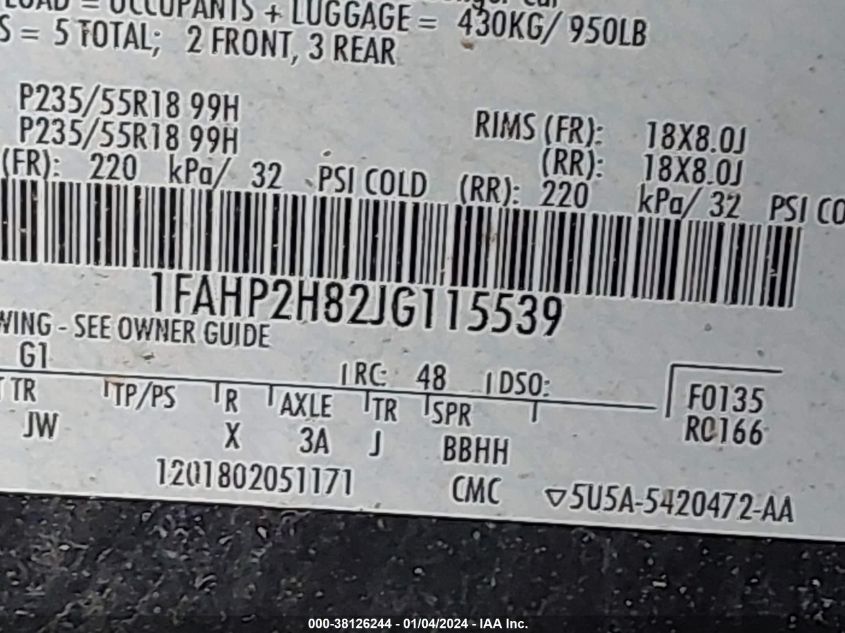 LOAD = OCCUPANTS + LUGGAGE = 430KG/ 950LB
S = 5 TOTAL; 2 FRONT, 3 REAR
P235/55R18 99H RIMS (FR): 18X8.0J
P235/55R18 99H (RR): 18X8.0J
(FR): 220 kPa/ 32 PSI COLD (RR): 220 kPa/ 32 PSI CO
1FAHP2H82JG115539
WING - SEE OWNER GUIDE
G1 RC: 48 DSO:
TR TP/PS R AXLE TR SPR F0135
JW X 3A J BBHH R0166
1201802051171 CMC ▽5U5A-5420472-AA
000-38126244 - 01/04/2024 - IAA Inc.